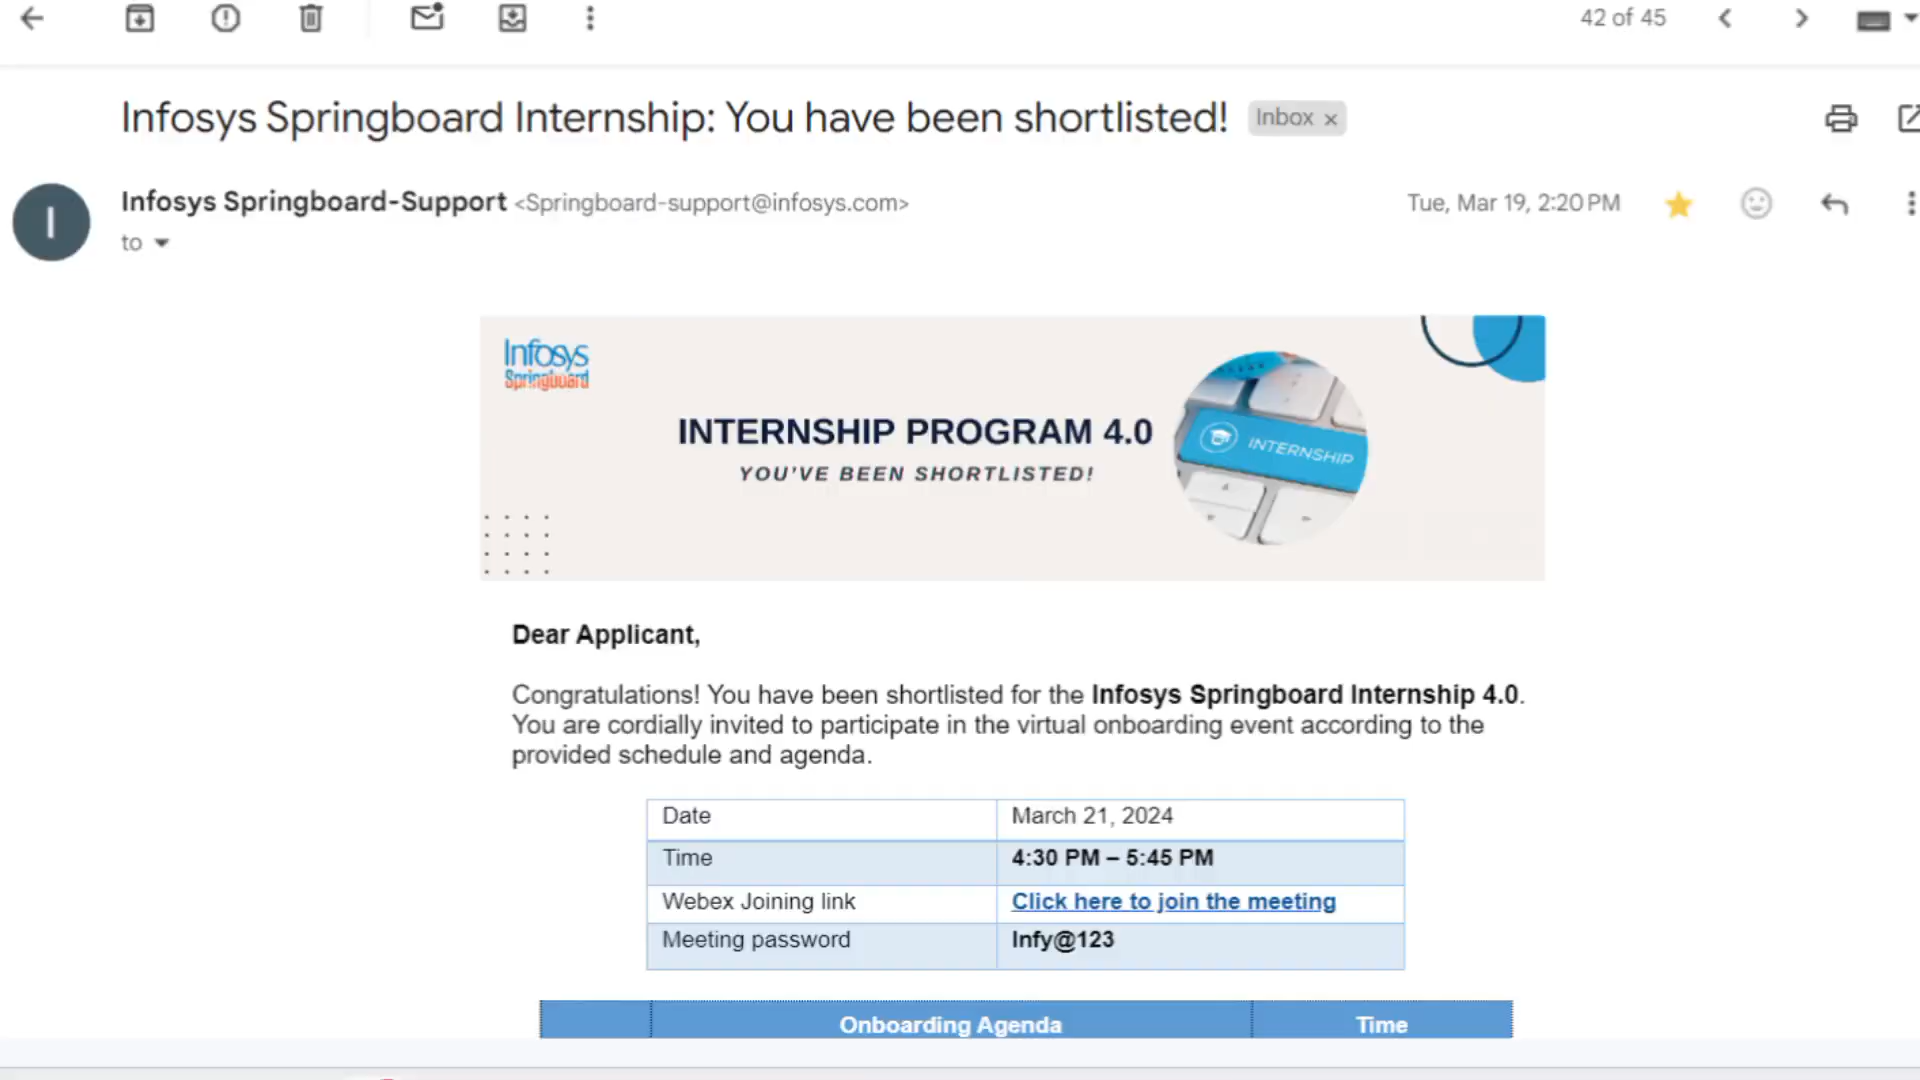 42 of 45
Infosys Springboard Internship: You have been shortlisted! Inbox x
I
Infosys Springboard-Support <Springboard-support@infosys.com> Tue, Mar 19, 2:20 PM
to
Infosys
Springboard
INTERNSHIP PROGRAM 4.0
YOU'VE BEEN SHORTLISTED!
INTERNSHIP
Dear Applicant,
Congratulations! You have been shortlisted for the Infosys Springboard Internship 4.0.
You are cordially invited to participate in the virtual onboarding event according to the
provided schedule and agenda.
Date March 21, 2024
Time 4:30 PM – 5:45 PM
Webex Joining link Click here to join the meeting
Meeting password Infy@123
Onboarding Agenda Time